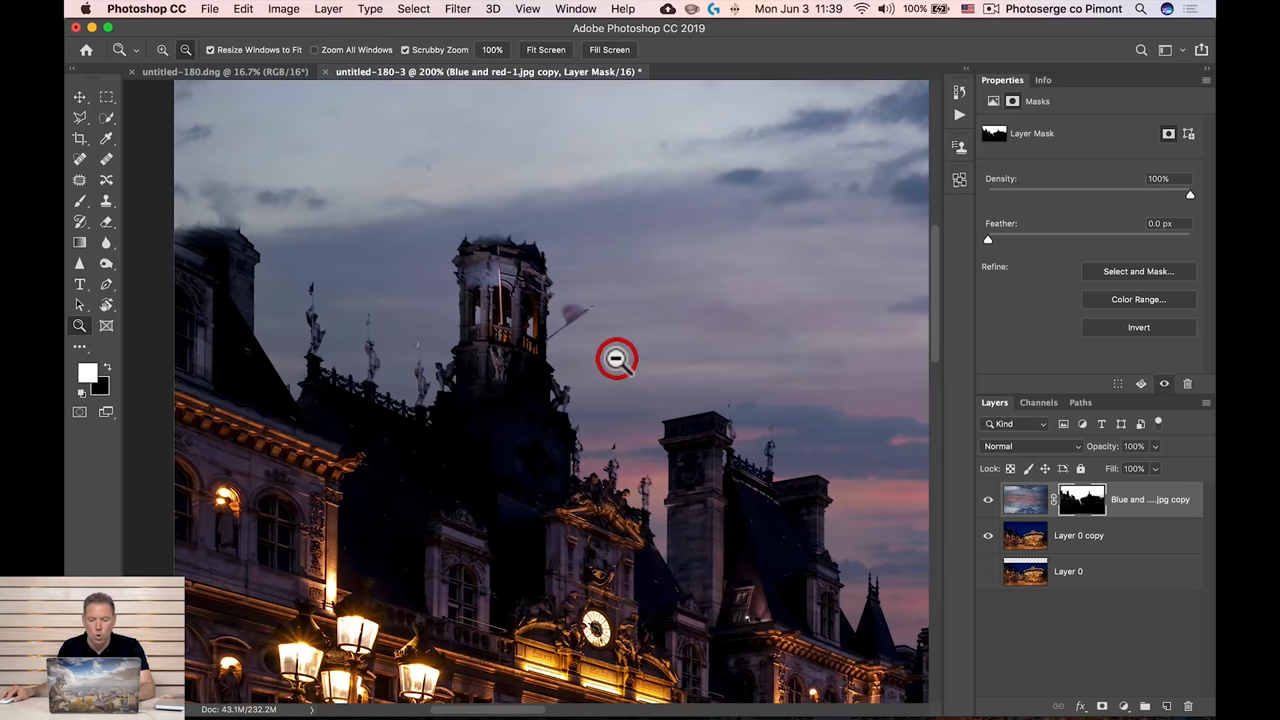 Photoshop CC File Edit Image Layer Type Select Filter 3D View Window Help 100% Mon Jun 3 11:39 Photoserge co Pimont
Adobe Photoshop CC 2019
Resize Windows to Fit Zoom All Windows Scrubby Zoom 100% Fit Screen Fill Screen
untitled-180.dng @ 16.7% (RGB/16*) untitled-180-3 @ 200% (Blue and red-1.jpg copy, Layer Mask/16) *
Properties Info
Masks
Layer Mask
Density: 100%
Feather: 0.0 px
Refine: Select and Mask...
Color Range...
Invert
Layers Channels Paths
Kind
Normal Opacity: 100%
Lock: Fill: 100%
Blue and ....jpg copy
Layer 0 copy
Layer 0
Doc: 43.1M/232.2M